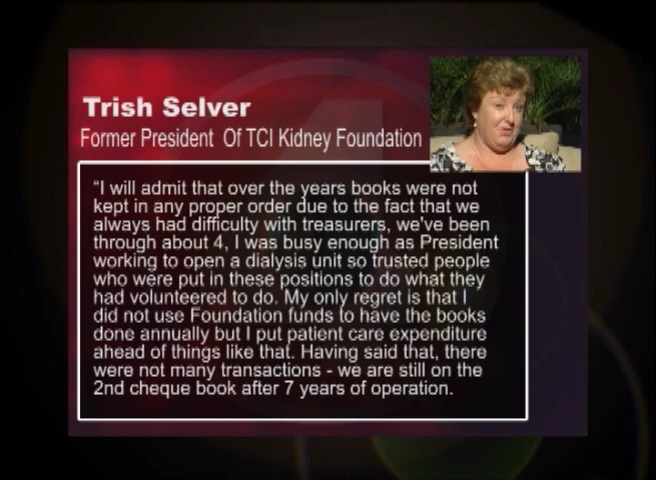 Trish Selver
Former President Of TCI Kidney Foundation
“I will admit that over the years books were not
kept in any proper order due to the fact that we
always had difficulty with treasurers, we've been
through about 4, I was busy enough as President
working to open a dialysis unit so trusted people
who were put in these positions to do what they
had volunteered to do. My only regret is that I
did not use Foundation funds to have the books
done annually but I put patient care expenditure
ahead of things like that. Having said that, there
were not many transactions - we are still on the
2nd cheque book after 7 years of operation.